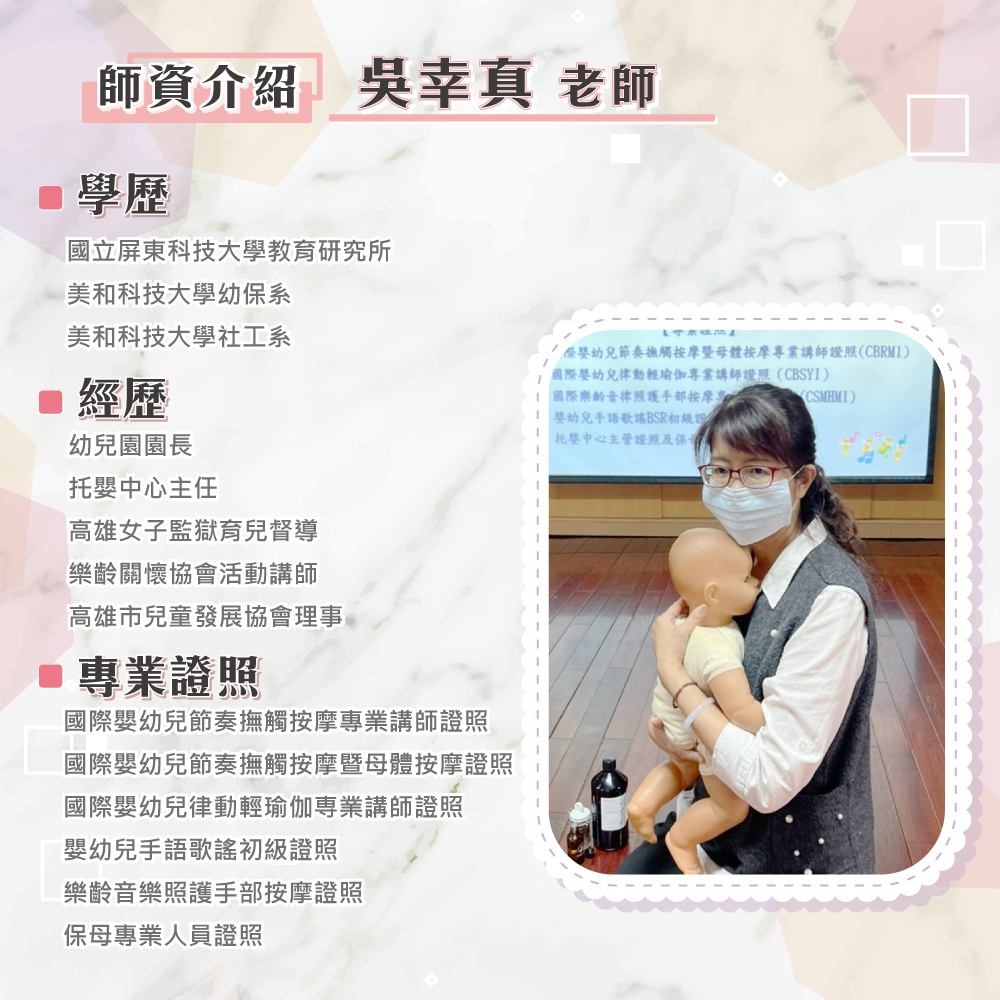 師資介紹 吳幸真 老師
學歷
國立屏東科技大學教育研究所
美和科技大學幼保系
美和科技大學社工系
經歷
幼兒園園長
托嬰中心主任
高雄女子監獄育兒督導
樂齡關懷協會活動講師
高雄市兒童發展協會理事
專業證照
國際嬰幼兒節奏撫觸按摩專業講師證照
國際嬰幼兒節奏撫觸按摩暨母體按摩證照
國際嬰幼兒律動輕瑜伽專業講師證照
嬰幼兒手語歌謠初級證照
樂齡音樂照護手部按摩證照
保母專業人員證照
【專業證照】
際嬰幼兒節奏撫觸按摩暨母體按摩專業講師證照(CBRMI)
國際嬰幼兒律動輕瑜伽專業講師證照 (CBSYI)
國際樂齡音律照護手部按摩專 (CSMHMI)
嬰幼兒手語歌謠BSR初級證
托嬰中心主管證照及保